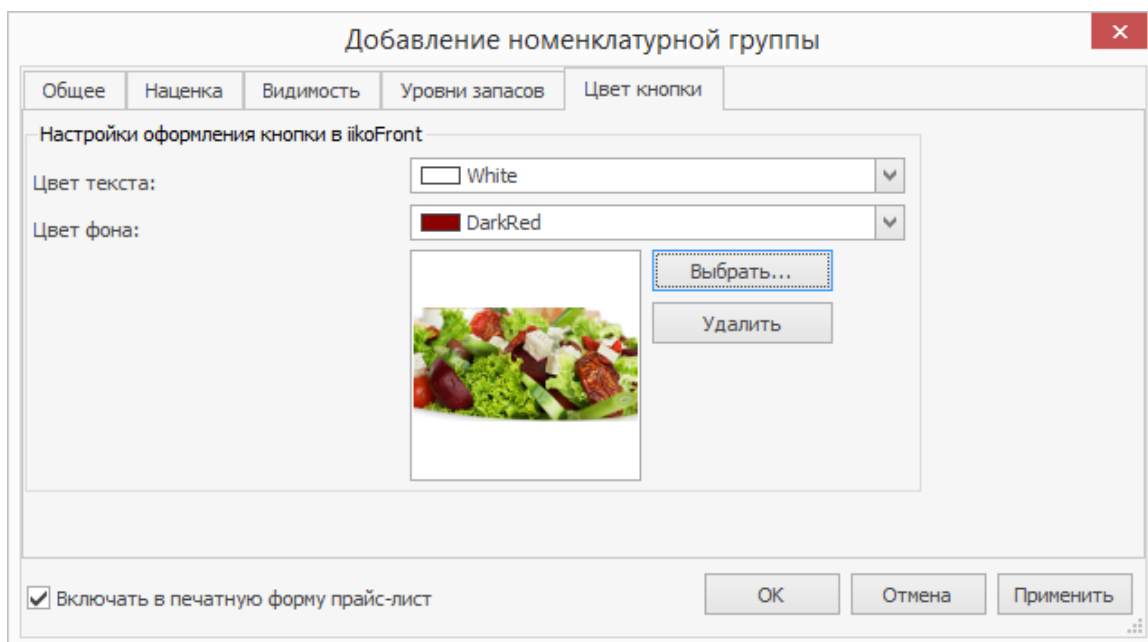 Добавление номенклатурной группы
Общее Наценка Видимость Уровни запасов Цвет кнопки
Настройки оформления кнопки в iikoFront
Цвет текста: White
Цвет фона: DarkRed
Выбрать...
Удалить
Включать в печатную форму прайс-лист OK Отмена Применить